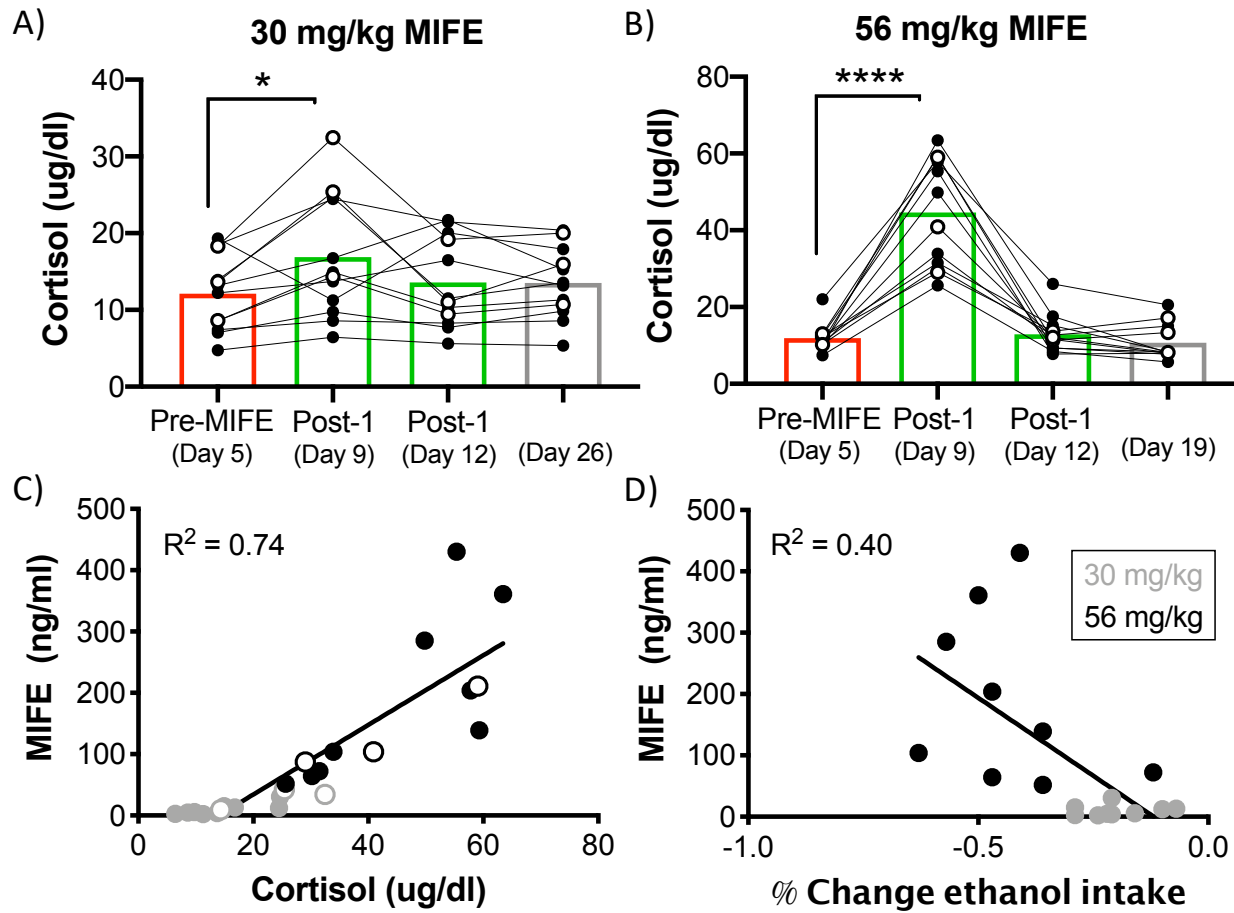 A)
30 mg/kg MIFE
*
Cortisol (ug/dl)
40
30
20
10
0
Pre-MIFE Post-1 Post-1
(Day 5) (Day 9) (Day 12) (Day 26)
B)
56 mg/kg MIFE
****
Cortisol (ug/dl)
80
60
40
20
0
Pre-MIFE Post-1 Post-1
(Day 5) (Day 9) (Day 12) (Day 19)
C)
R² = 0.74
MIFE (ng/ml)
500
400
300
200
100
0
0 20 40 60 80
Cortisol (ug/dl)
D)
R² = 0.40
30 mg/kg
56 mg/kg
MIFE (ng/ml)
500
400
300
200
100
0
-1.0 -0.5 0.0
% Change ethanol intake